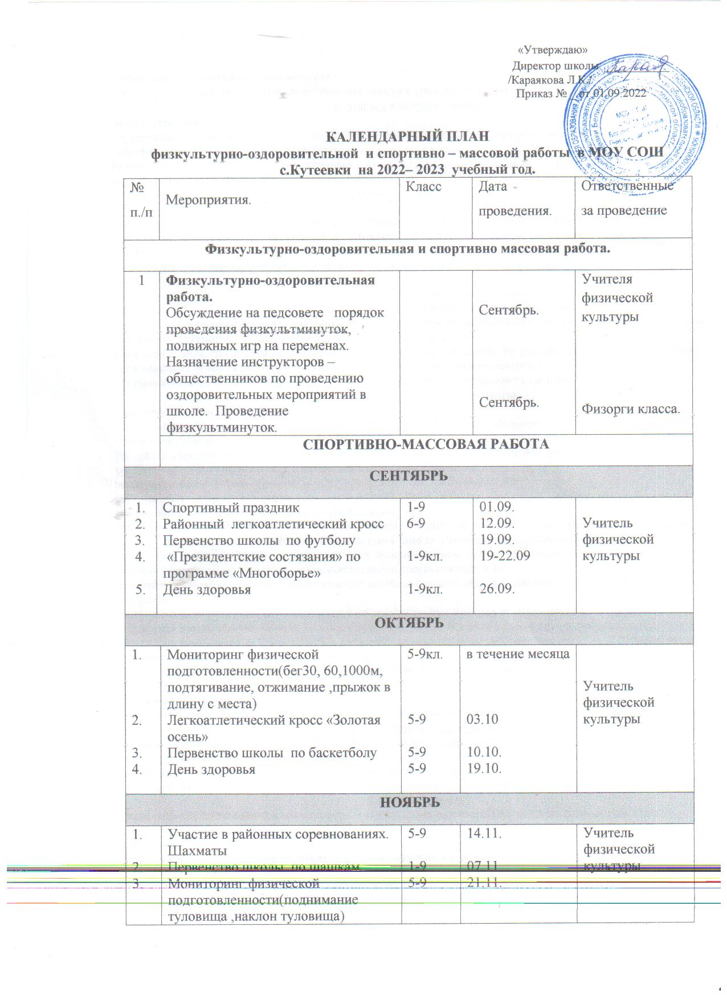 «Утверждаю»
Директор школы
/Караякова Л.К./
Приказ № _ от 01.09.2022
КАЛЕНДАРНЫЙ ПЛАН
физкультурно-оздоровительной и спортивно – массовой работы в МОУ СОШ
с.Кутеевки на 2022– 2023 учебный год.
№ п./п
Мероприятия.
Класс
Дата проведения.
Ответственные за проведение
Физкультурно-оздоровительная и спортивно массовая работа.
1
Физкультурно-оздоровительная
работа.
Обсуждение на педсовете порядок
проведения физкультминуток,
подвижных игр на переменах.
Назначение инструкторов –
общественников по проведению
оздоровительных мероприятий в
школе. Проведение
физкультминуток.
Сентябрь.
Сентябрь.
Учителя
физической
культуры
Физорги класса.
СПОРТИВНО-МАССОВАЯ РАБОТА
СЕНТЯБРЬ
1. Спортивный праздник 1-9 01.09.
2. Районный легкоатлетический кросс 6-9 12.09. Учитель
3. Первенство школы по футболу 19.09. физической
4. «Президентские состязания» по 1-9кл. 19-22.09 культуры
программе «Многоборье»
5. День здоровья 1-9кл. 26.09.
ОКТЯБРЬ
1. Мониторинг физической 5-9кл. в течение месяца
подготовленности(бег30, 60,1000м,
подтягивание, отжимание ,прыжок в Учитель
длину с места) физической
2. Легкоатлетический кросс «Золотая 5-9 03.10 культуры
осень»
3. Первенство школы по баскетболу 5-9 10.10.
4. День здоровья 5-9 19.10.
НОЯБРЬ
1. Участие в районных соревнованиях. 5-9 14.11. Учитель
Шахматы физической
2. Первенство школы по шашкам 1-9 07.11 культуры
3. Мониторинг физической 5-9 21.11.
подготовленности(поднимание
туловища ,наклон туловища)